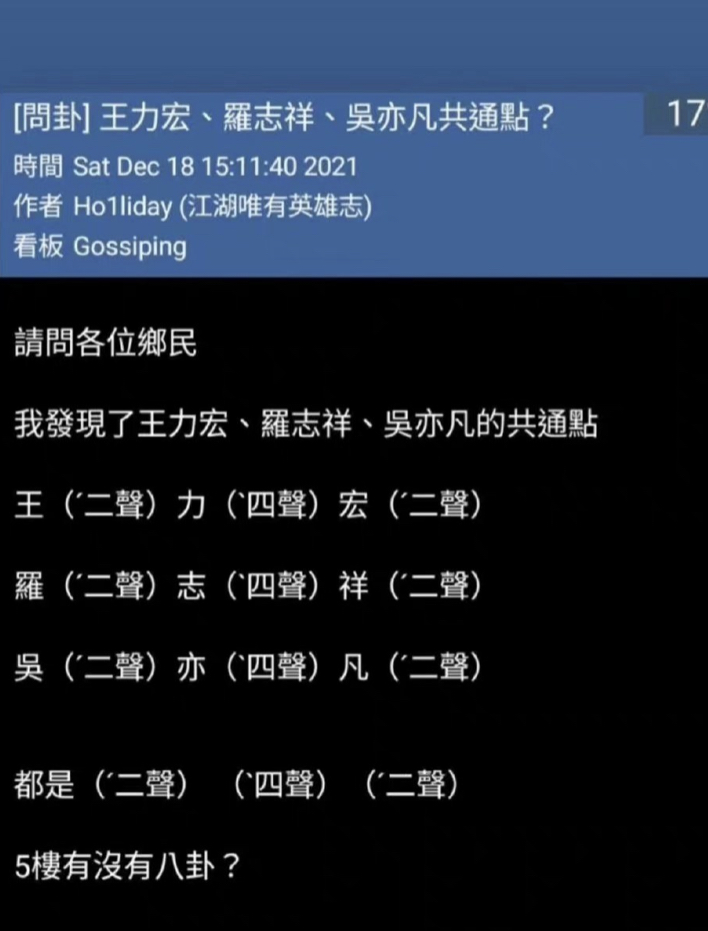 [問卦] 王力宏、羅志祥、吳亦凡共通點？
17
時間 Sat Dec 18 15:11:40 2021
作者 Ho1liday (江湖唯有英雄志)
看板 Gossiping
請問各位鄉民
我發現了王力宏、羅志祥、吳亦凡的共通點
王（ˊ二聲）力（ˋ四聲）宏（ˊ二聲）
羅（ˊ二聲）志（ˋ四聲）祥（ˊ二聲）
吳（ˊ二聲）亦（ˋ四聲）凡（ˊ二聲）
都是（ˊ二聲） （ˋ四聲） （ˊ二聲）
5樓有沒有八卦？